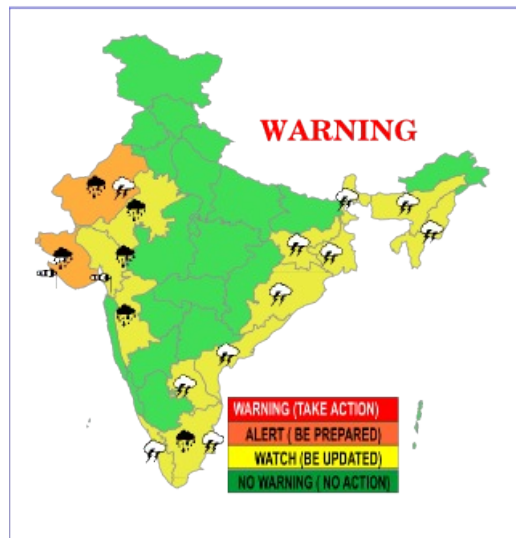 WARNING
WARNING (TAKE ACTION)
ALERT ( BE PREPARED)
WATCH (BE UPDATED)
NO WARNING ( NO ACTION)